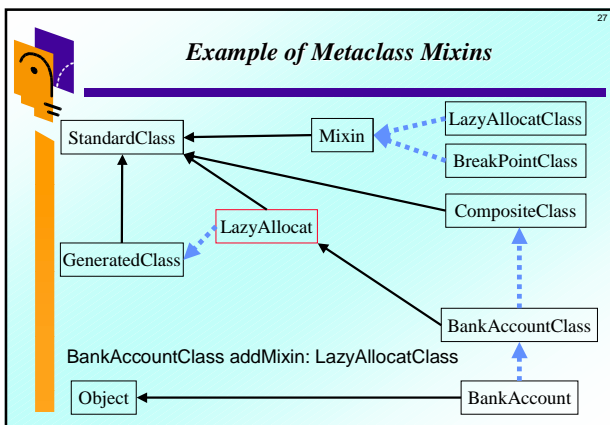 27
Example of Metaclass Mixins
LazyAllocatClass
StandardClass
Mixin
BreakPointClass
CompositeClass
LazyAllocat
GeneratedClass
BankAccountClass
BankAccountClass addMixin: LazyAllocatClass
Object
BankAccount